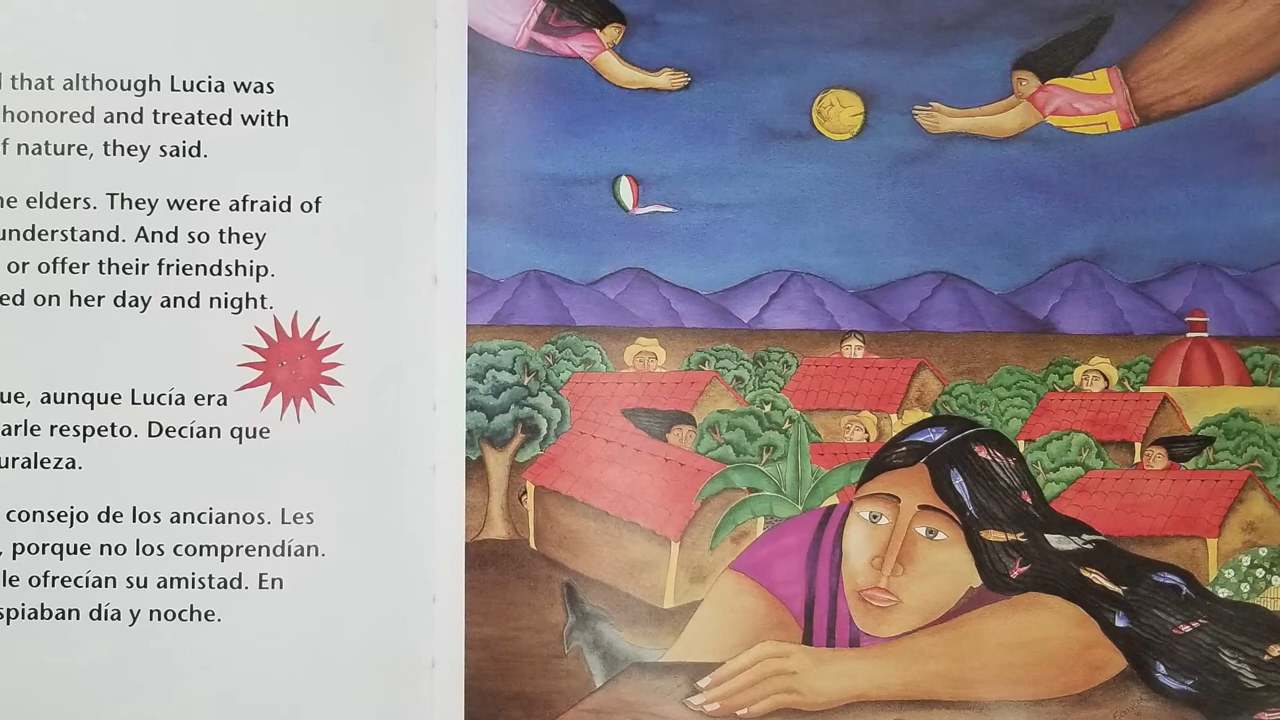 that although Lucia was
honored and treated with
f nature, they said.
he elders. They were afraid of
understand. And so they
or offer their friendship.
ed on her day and night.
ue, aunque Lucía era
arle respeto. Decían que
uraleza.
consejo de los ancianos. Les
, porque no los comprendían.
le ofrecían su amistad. En
spiaban día y noche.